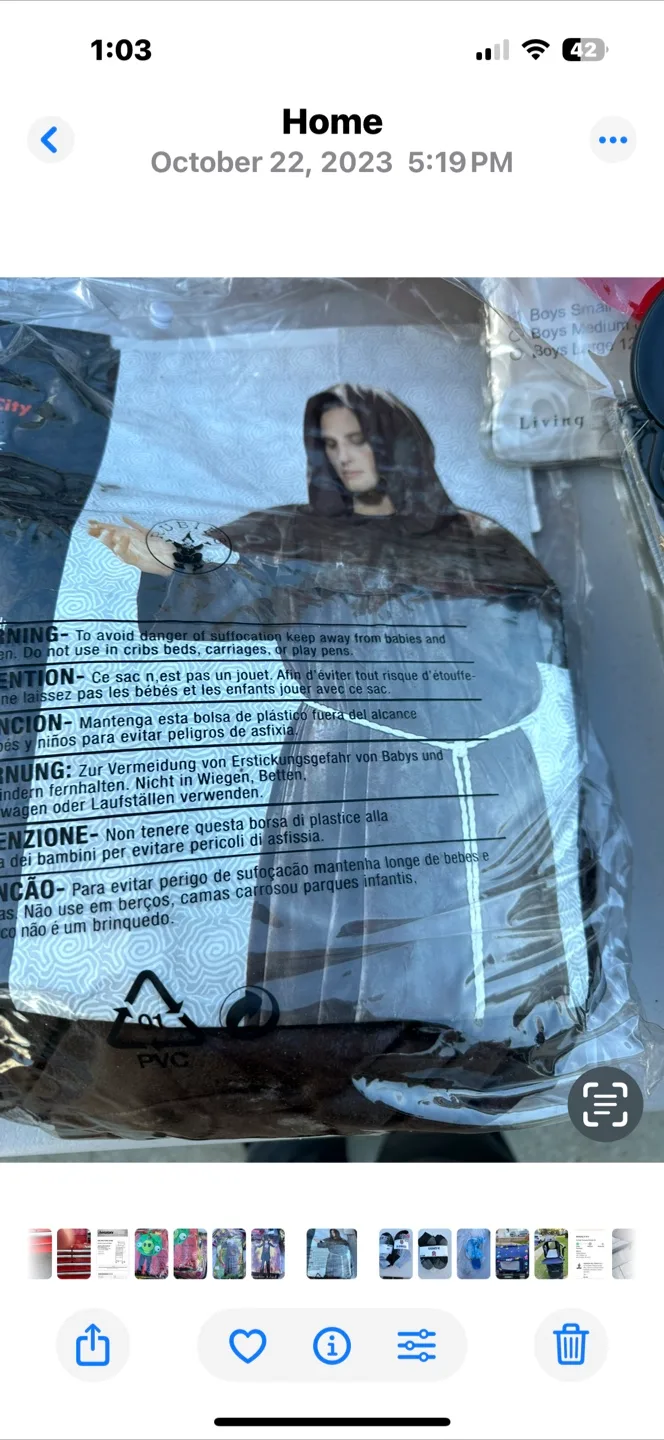 1:03
42
Home
October 22, 2023 5:19 PM
Boys Small
Boys Medium
Boys Large 12
Living
City
RUBIE'S
RNING- To avoid danger of suffocation keep away from babies and
en. Do not use in cribs beds, carriages, or play pens.
ENTION- Ce sac n,est pas un jouet. Afin d'éviter tout risque d'étouffe-
ne laissez pas les bébés et les enfants jouer avec ce sac.
NCIÓN- Mantenga esta bolsa de plástico fuera del alcance
bés y niños para evitar peligros de asfixia.
RNUNG: Zur Vermeidung von Erstickungsgefahr von Babys und
indern fernhalten. Nicht in Wiegen, Betten,
wagen oder Laufställen verwenden.
ENZIONE- Non tenere questa borsa di plastice alla
a dei bambini per evitare pericoli di asfissia.
NCÃO- Para evitar perigo de sufoçacão mantenha longe de bebes e
as. Não use em berços, camas carrosou parques infantis.
co não é um brinquedo.
01
PVC